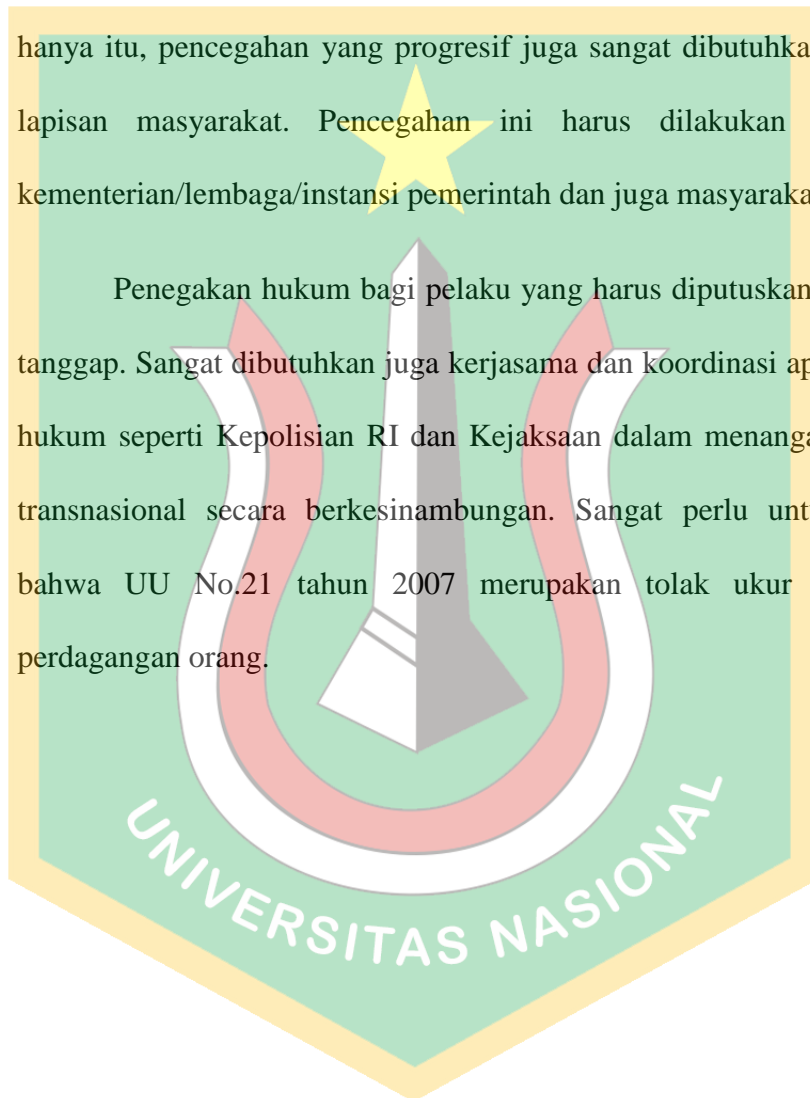 hanya itu, pencegahan yang progresif juga sangat dibutuhka
lapisan masyarakat. Pencegahan ini harus dilakukan
kementerian/lembaga/instansi pemerintah dan juga masyaraka
Penegakan hukum bagi pelaku yang harus diputuskan
tanggap. Sangat dibutuhkan juga kerjasama dan koordinasi ap
hukum seperti Kepolisian RI dan Kejaksaan dalam menanga
transnasional secara berkesinambungan. Sangat perlu unt
bahwa UU No.21 tahun 2007 merupakan tolak ukur
perdagangan orang.
UNIVERSITAS NASIONAL